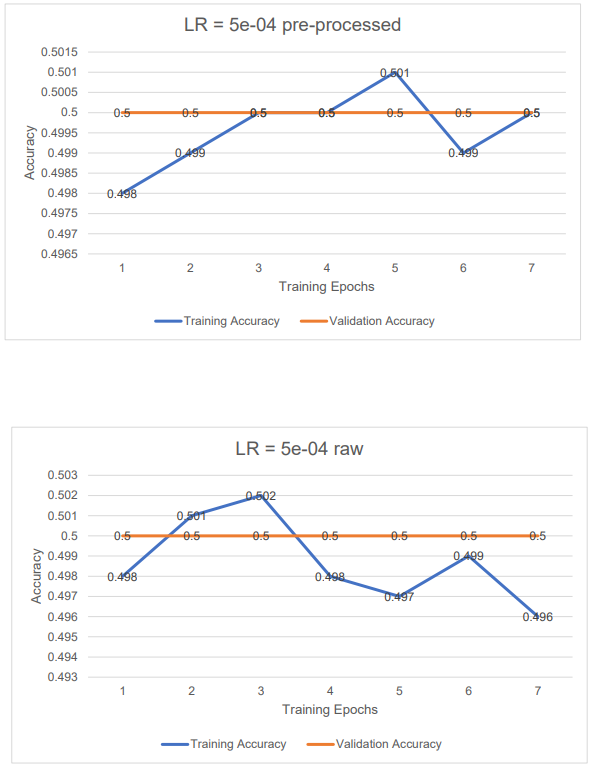 LR = 5e-04 pre-processed
0.5015
0.501
0.5005
0.5
0.4995
0.499
0.4985
0.498
0.4975
0.497
0.4965
Accuracy
0.498 0.499 0.5 0.5 0.501 0.499 0.5
0.5 0.5 0.5 0.5 0.5 0.5 0.5
1 2 3 4 5 6 7
Training Epochs
Training Accuracy Validation Accuracy
LR = 5e-04 raw
0.503
0.502
0.501
0.5
0.499
0.498
0.497
0.496
0.495
0.494
0.493
Accuracy
0.498 0.501 0.502 0.498 0.497 0.499 0.496
0.5 0.5 0.5 0.5 0.5 0.5 0.5
1 2 3 4 5 6 7
Training Epochs
Training Accuracy Validation Accuracy